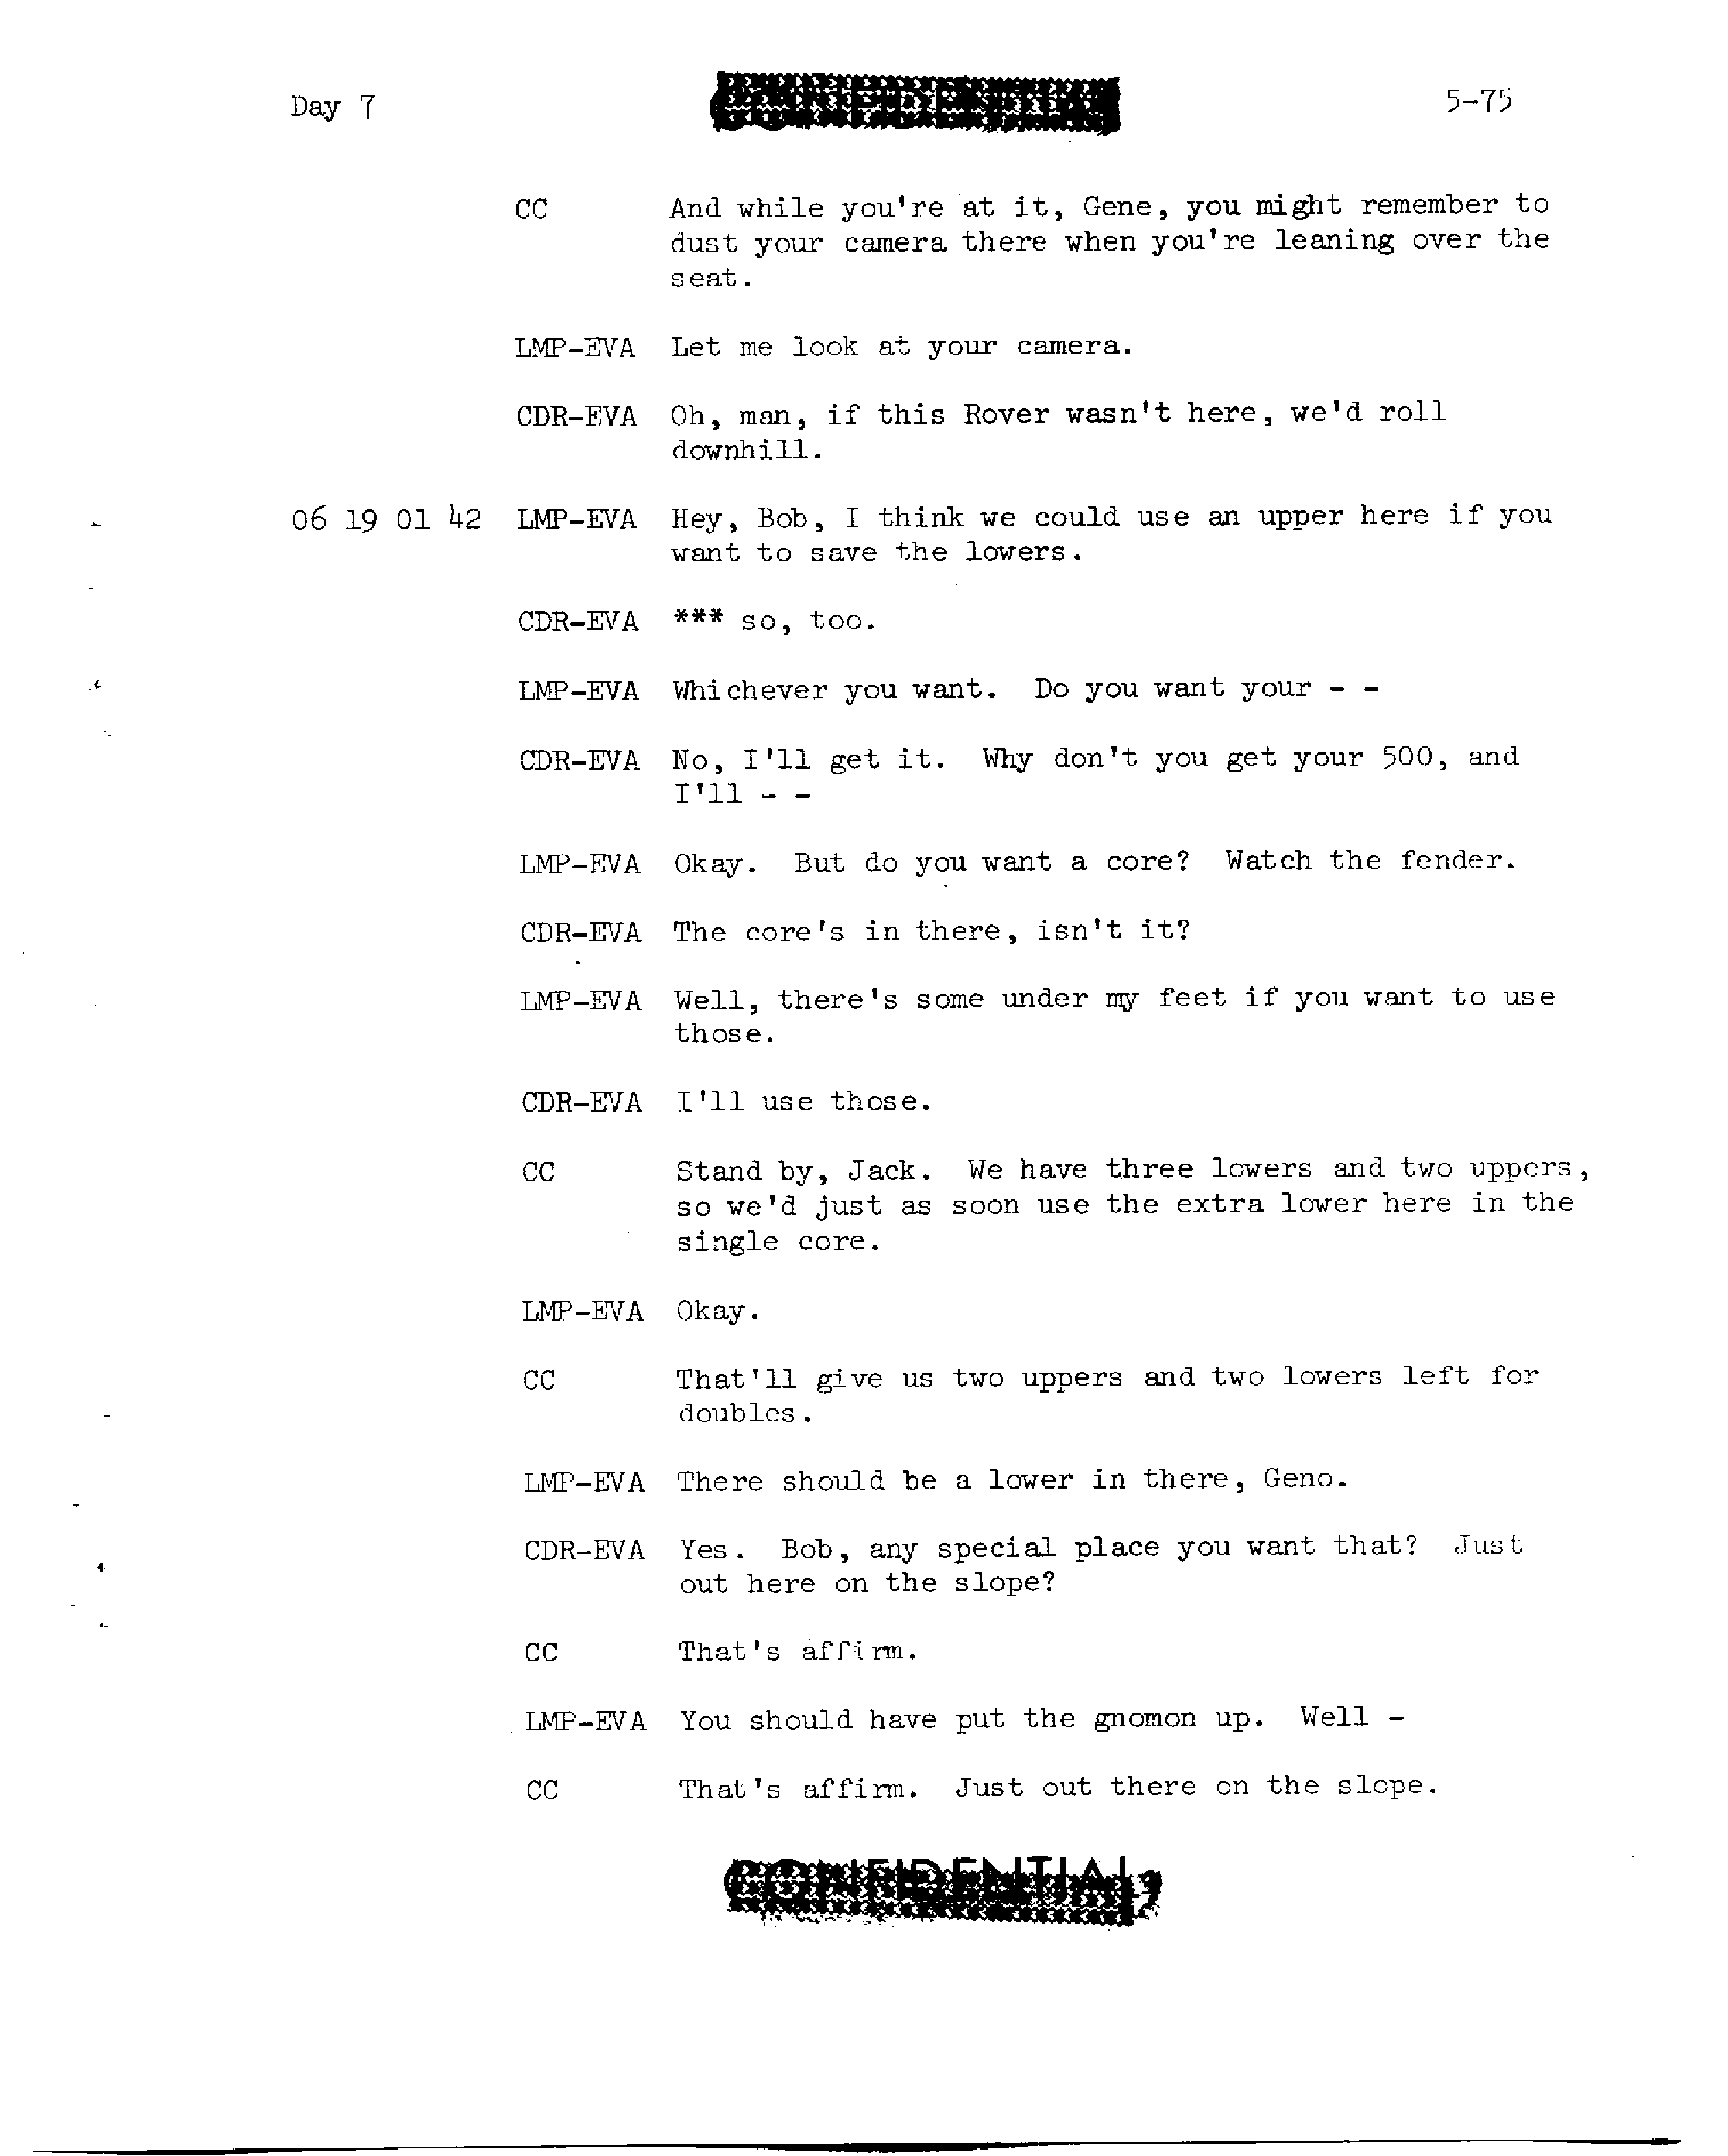 Day 7
5-75
CC And while you're at it, Gene, you might remember to
dust your camera there when you're leaning over the
seat.
LMP-EVA Let me look at your camera.
CDR-EVA Oh, man, if this Rover wasn't here, we'd roll
downhill.
06 19 01 42 LMP-EVA Hey, Bob, I think we could use an upper here if you
want to save the lowers.
CDR-EVA *** so, too.
LMP-EVA Whichever you want. Do you want your - -
CDR-EVA No, I'll get it. Why don't you get your 500, and
I'll - -
LMP-EVA Okay. But do you want a core? Watch the fender.
CDR-EVA The core's in there, isn't it?
LMP-EVA Well, there's some under my feet if you want to use
those.
CDR-EVA I'll use those.
CC Stand by, Jack. We have three lowers and two uppers,
so we'd just as soon use the extra lower here in the
single core.
LMP-EVA Okay.
CC That'll give us two uppers and two lowers left for
doubles.
LMP-EVA There should be a lower in there, Geno.
CDR-EVA Yes. Bob, any special place you want that? Just
out here on the slope?
CC That's affirm.
LMP-EVA You should have put the gnomon up. Well -
CC That's affirm. Just out there on the slope.
CONFIDENTIAL